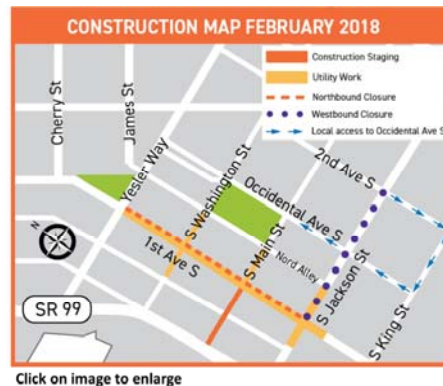 CONSTRUCTION MAP FEBRUARY 2018
Construction Staging
Utility Work
Northbound Closure
Westbound Closure
Local access to Occidental Ave S
Cherry St
James St
Yesler Way
S Washington St
2nd Ave S
Occidental Ave S
Nord Alley
S Main St
1st Ave S
S Jackson St
S King St
N
SR 99
Click on image to enlarge